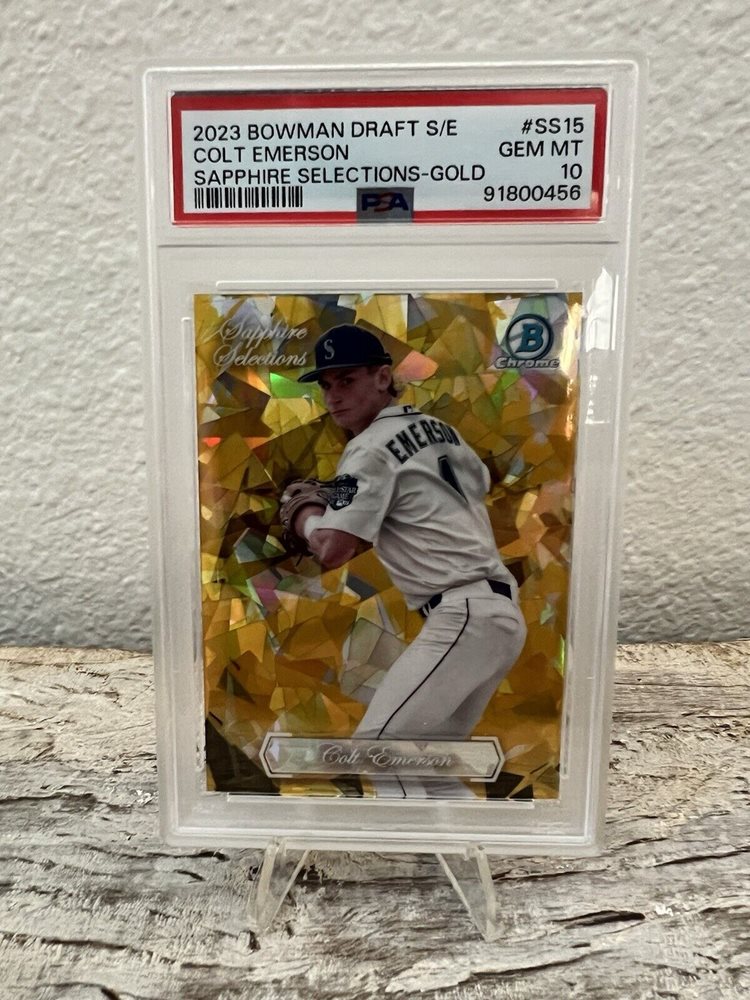 2023 BOWMAN DRAFT S/E #SS15
COLT EMERSON GEM MT
SAPPHIRE SELECTIONS-GOLD 10
PSA 91800456
Sapphire
Selections
B
Chrome
S
EMERSON
4
Colt Emerson